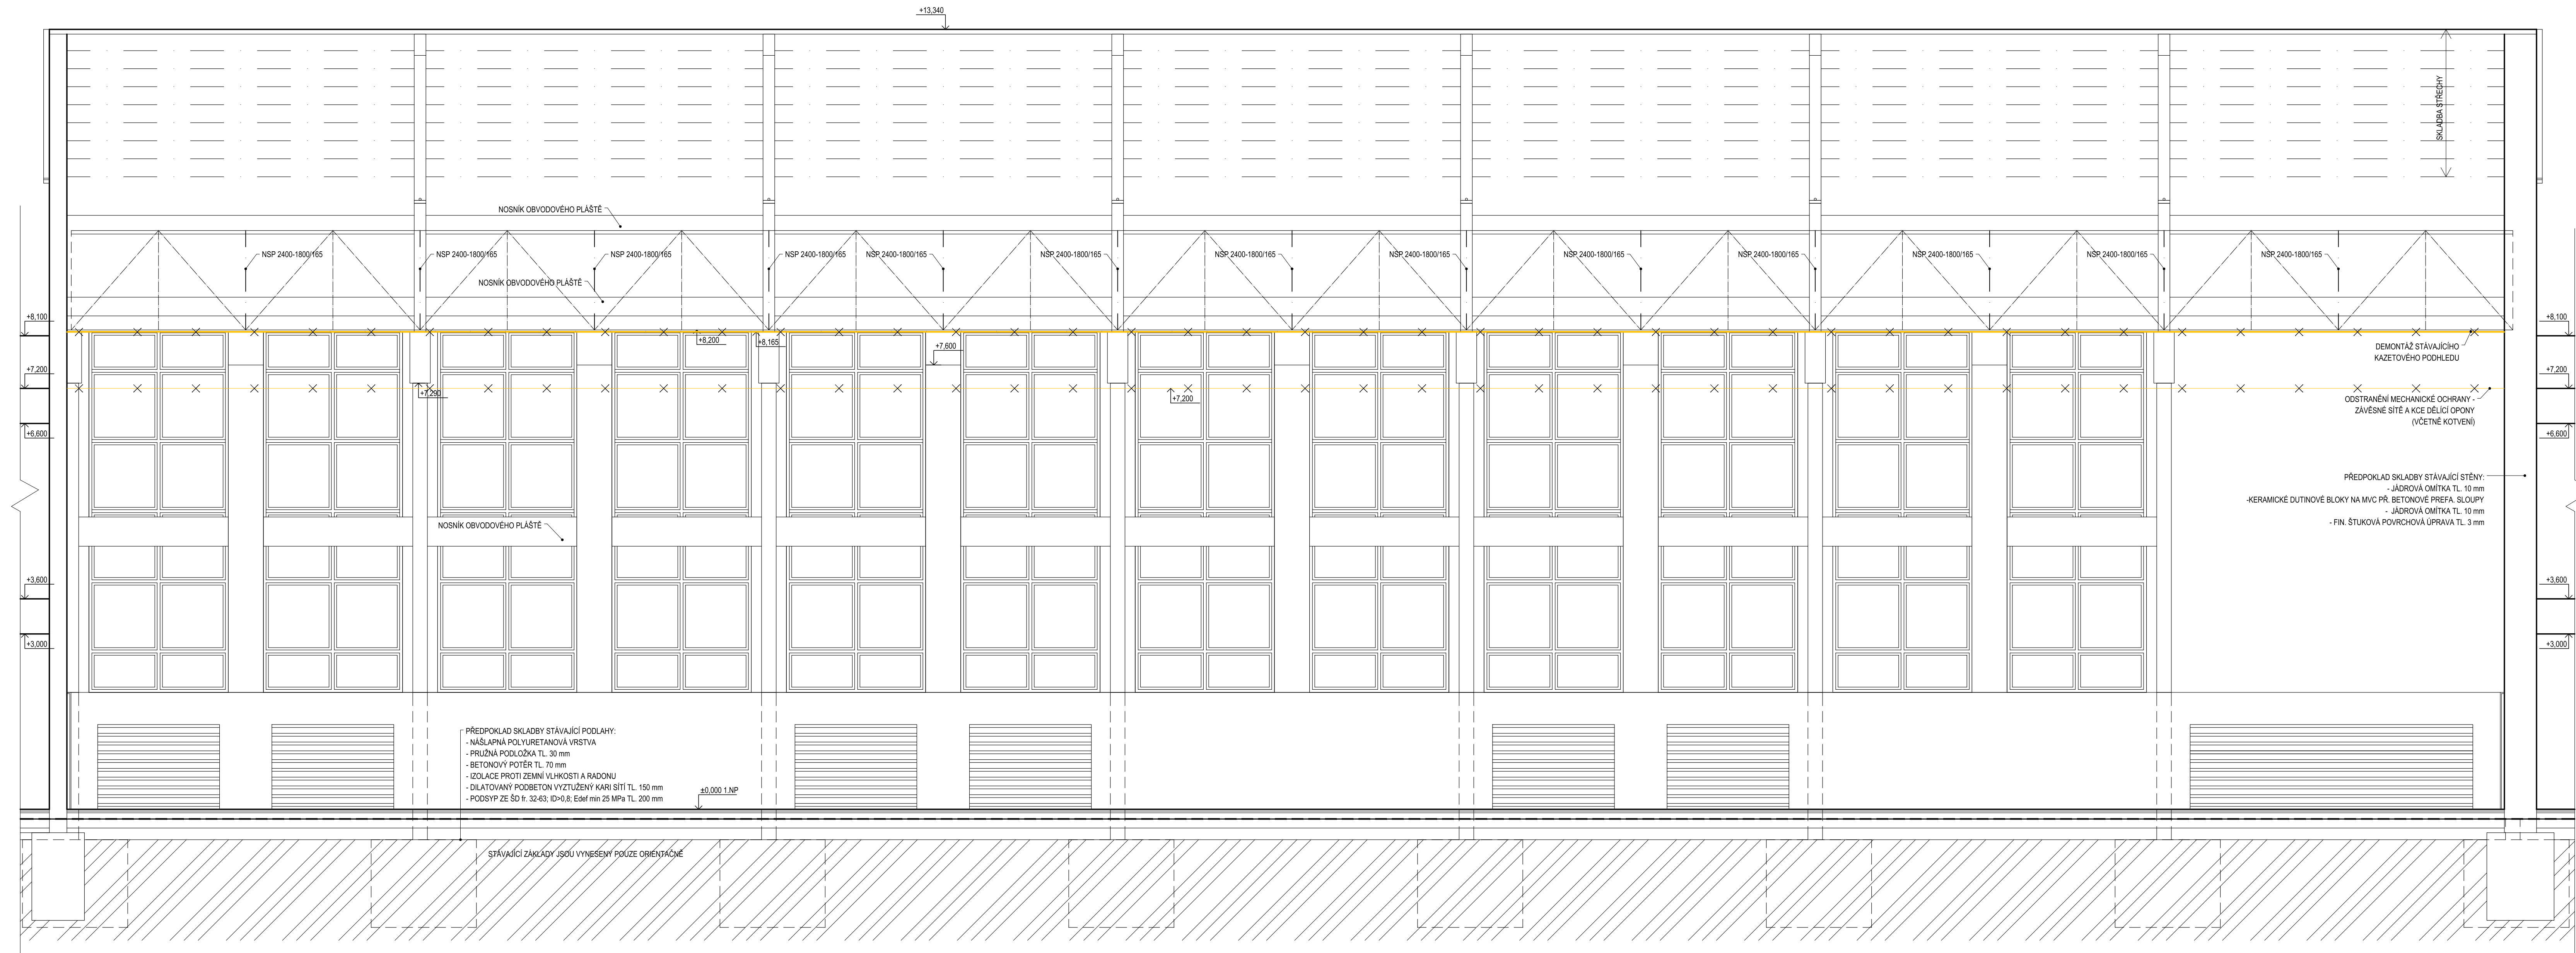 +13,340
SKLADBA STŘECHY
NOSNÍK OBVODOVÉHO PLÁŠTĚ
NSP 2400-1800/165
NSP 2400-1800/165
NSP 2400-1800/165
NSP 2400-1800/165
NSP 2400-1800/165
NSP 2400-1800/165
NSP 2400-1800/165
NSP 2400-1800/165
NSP 2400-1800/165
NSP 2400-1800/165
NSP 2400-1800/165
NSP 2400-1800/165
NSP 2400-1800/165
NOSNÍK OBVODOVÉHO PLÁŠTĚ
+8,100
+8,100
+8,200
+8,165
+7,600
DEMONTÁŽ STÁVAJÍCÍHO
KAZETOVÉHO PODHLEDU
+7,200
+7,200
+7,290
+7,200
ODSTRANĚNÍ MECHANICKÉ OCHRANY -
ZÁVĚSNÉ SÍTĚ A KCE DĚLÍCÍ OPONY
(VČETNĚ KOTVENÍ)
+6,600
+6,600
PŘEDPOKLAD SKLADBY STÁVAJÍCÍ STĚNY:
- JÁDROVÁ OMÍTKA TL. 10 mm
-KERAMICKÉ DUTINOVÉ BLOKY NA MVC PŘ. BETONOVÉ PREFA. SLOUPY
- JÁDROVÁ OMÍTKA TL. 10 mm
- FIN. ŠTUKOVÁ POVRCHOVÁ ÚPRAVA TL. 3 mm
NOSNÍK OBVODOVÉHO PLÁŠTĚ
+3,600
+3,600
+3,000
+3,000
PŘEDPOKLAD SKLADBY STÁVAJÍCÍ PODLAHY:
- NÁŠLAPNÁ POLYURETANOVÁ VRSTVA
- PRUŽNÁ PODLOŽKA TL. 30 mm
- BETONOVÝ POTĚR TL. 70 mm
- IZOLACE PROTI ZEMNÍ VLHKOSTI A RADONU
- DILATOVANÝ PODBETON VYZTUŽENÝ KARI SÍTÍ TL. 150 mm
- PODSYP ZE ŠD fr. 32-63; ID>0,8; Edef min 25 MPa TL. 200 mm
±0,000 1.NP
STÁVAJÍCÍ ZÁKLADY JSOU VYNESENY POUZE ORIENTAČNĚ